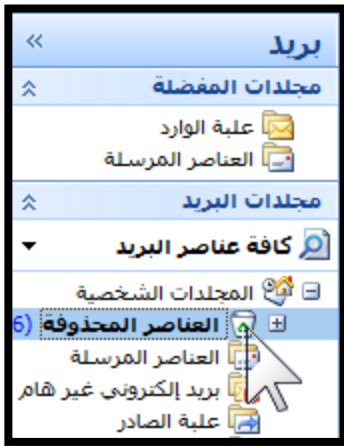 بريد
مجلدات المفضلة
علبة الوارد
العناصر المرسلة
مجلدات البريد
كافة عناصر البريد
المجلدات الشخصية
العناصر المحذوفة (6
العناصر المرسلة
بريد إلكتروني غير هام
علبة الصادر